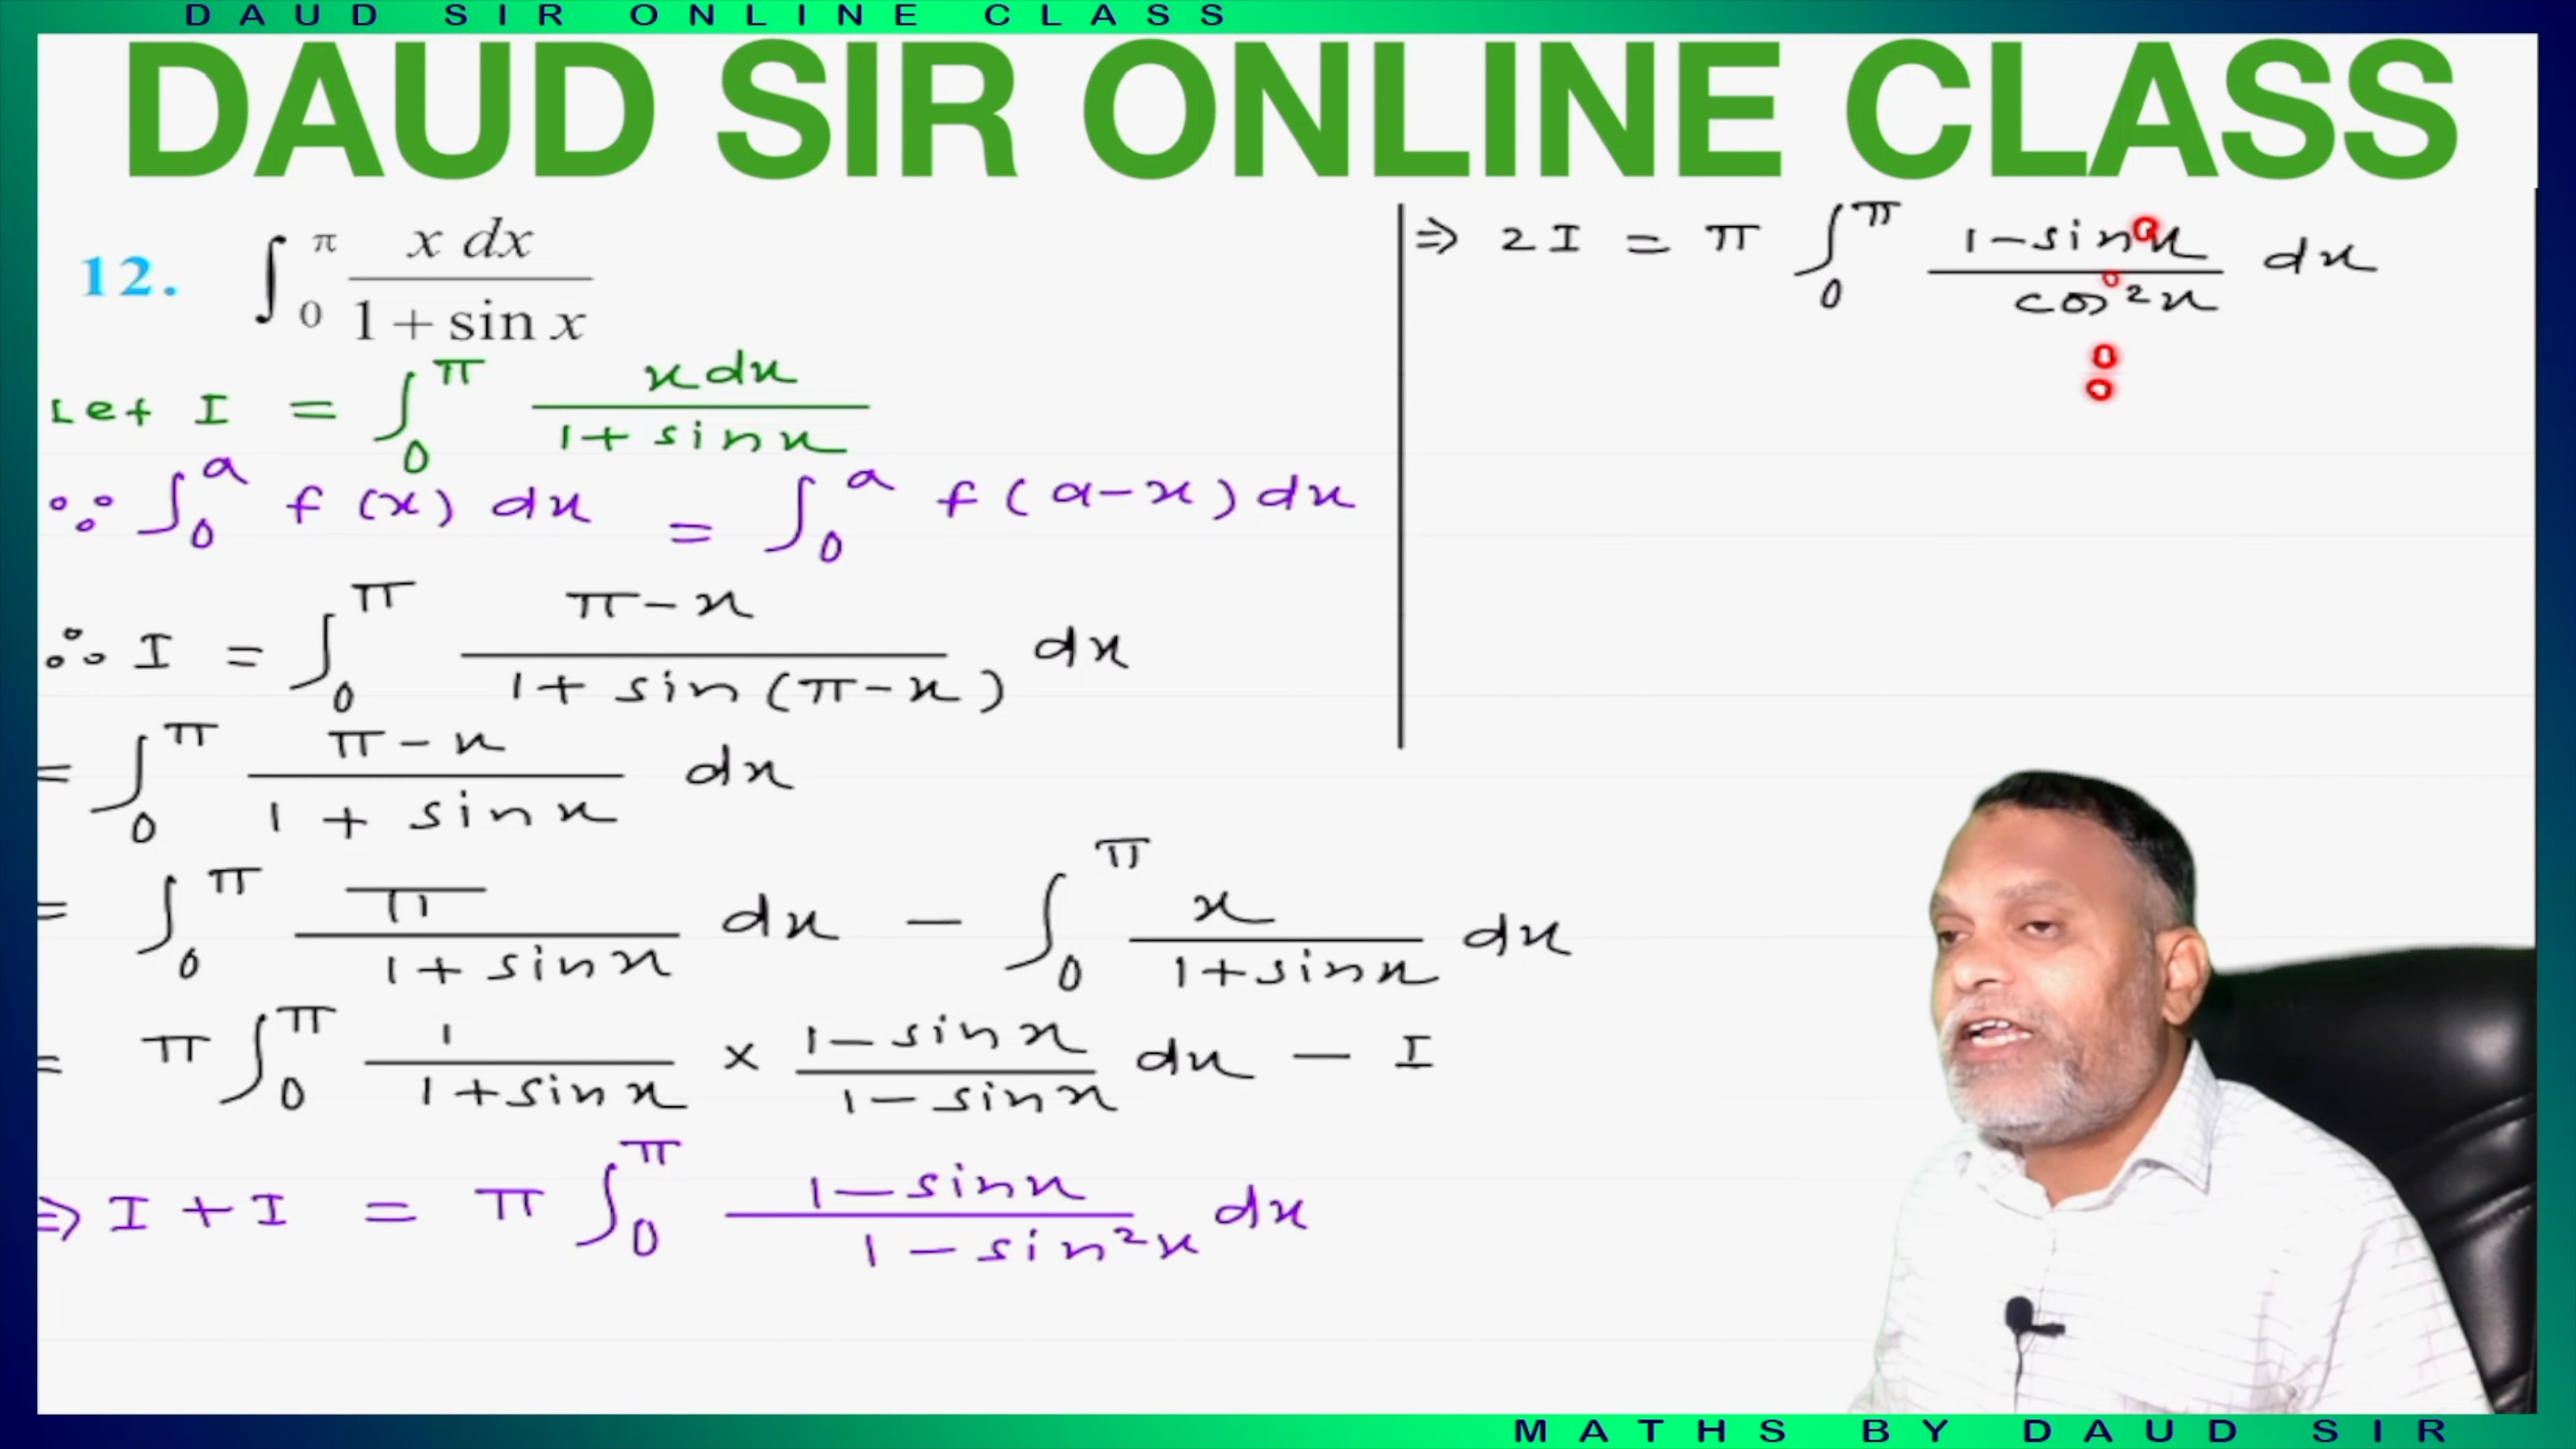 DAUD SIR ONLINE CLASS
DAUD SIR ONLINE CLASS
12. ∫₀^π x dx / (1 + sin x)
Let I = ∫₀^π x dx / (1 + sin x)
∵ ∫₀^a f(x) dx = ∫₀^a f(a-x) dx
∴ I = ∫₀^π (π-x) / (1 + sin(π-x)) dx
= ∫₀^π (π-x) / (1 + sin x) dx
= ∫₀^π π / (1 + sin x) dx - ∫₀^π x / (1 + sin x) dx
= π ∫₀^π 1 / (1 + sin x) × (1 - sin x) / (1 - sin x) dx - I
⇒ I + I = π ∫₀^π (1 - sin x) / (1 - sin² x) dx
⇒ 2I = π ∫₀^π (1 - sin x) / cos² x dx
MATHS BY DAUD SIR